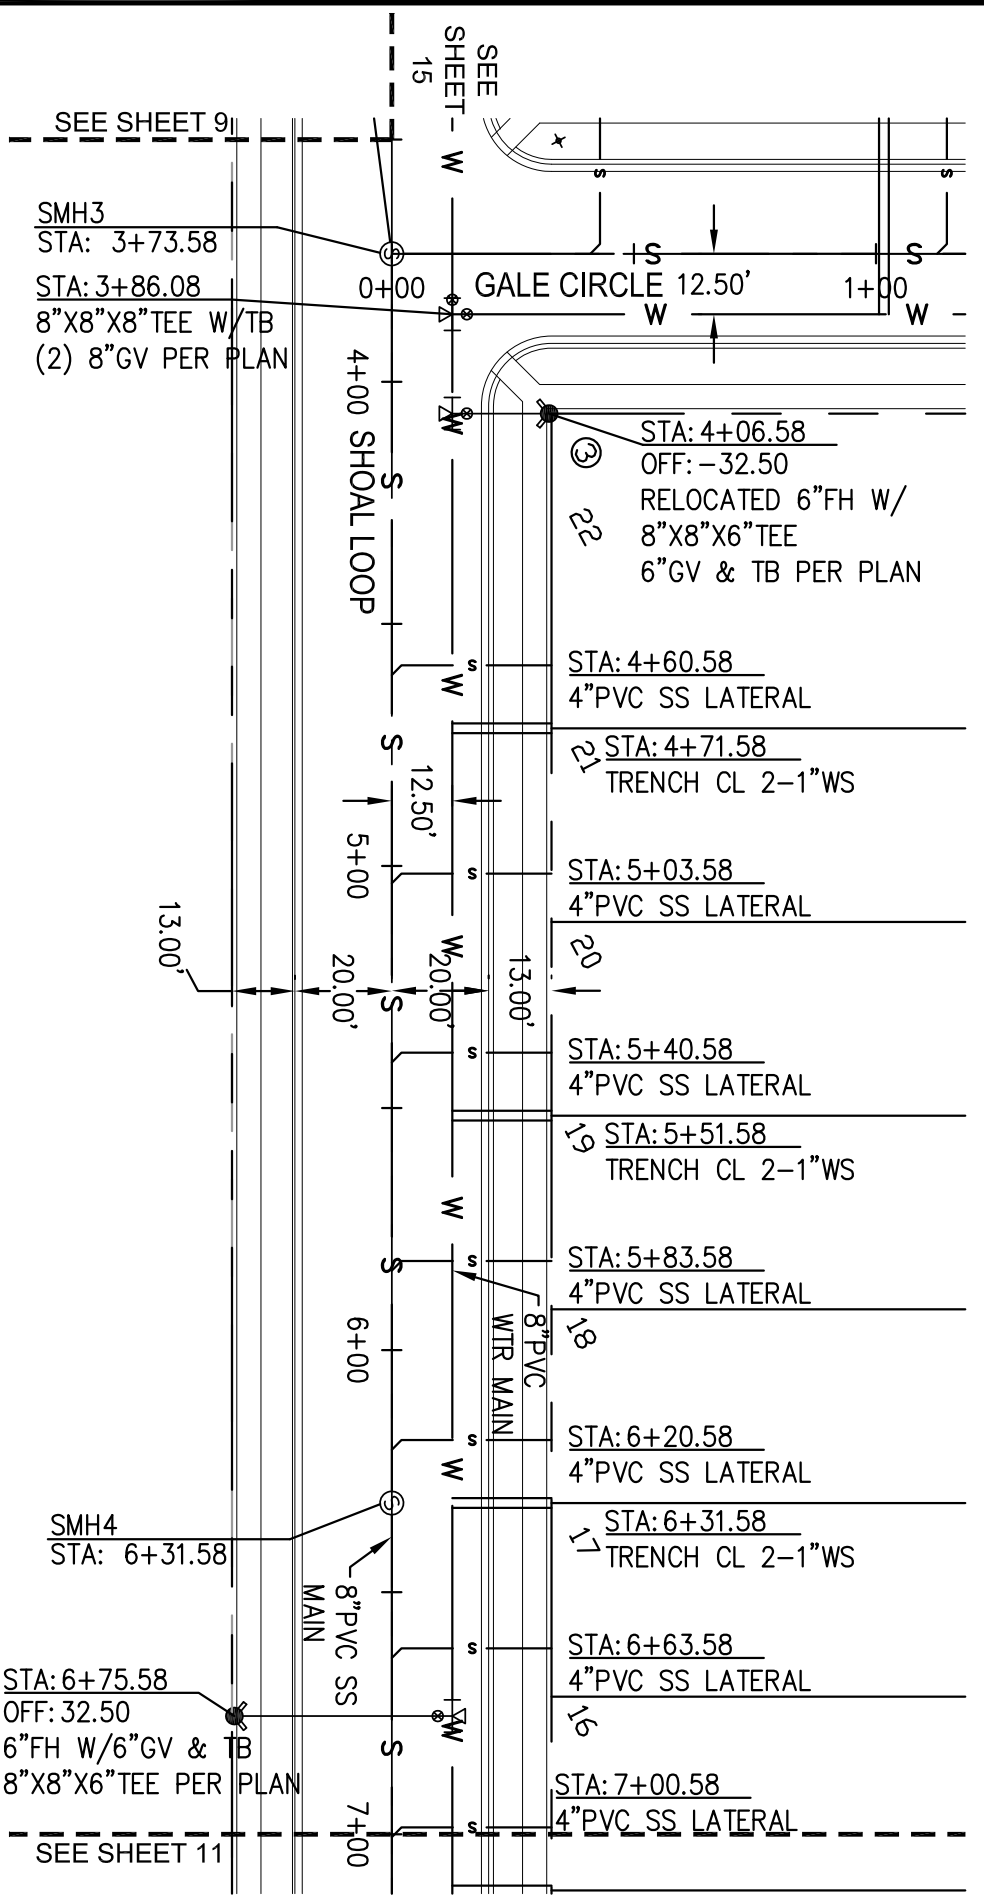 SEE
SHEET
15
W
SEE SHEET 9
S
S
SMH3
STA: 3+73.58
S
0+00
GALE CIRCLE
12.50'
S
1+00
S
STA: 3+86.08
8"X8"X8"TEE W/TB
(2) 8"GV PER PLAN
W
W
4+00
SHOAL LOOP
W
S
STA: 4+06.58
OFF: -32.50
RELOCATED 6"FH W/
8"X8"X6"TEE
6"GV & TB PER PLAN
3
22
STA: 4+60.58
4"PVC SS LATERAL
S
W
S
21
STA: 4+71.58
TRENCH CL 2-1"WS
12.50'
5+00
STA: 5+03.58
4"PVC SS LATERAL
S
20
W
13.00'
20.00'
20.00'
13.00'
S
STA: 5+40.58
4"PVC SS LATERAL
S
19
STA: 5+51.58
TRENCH CL 2-1"WS
W
STA: 5+83.58
4"PVC SS LATERAL
S
S
18
8"PVC
WTR MAIN
6+00
STA: 6+20.58
4"PVC SS LATERAL
S
W
SMH4
STA: 6+31.58
S
17
STA: 6+31.58
TRENCH CL 2-1"WS
8"PVC SS
MAIN
STA: 6+63.58
4"PVC SS LATERAL
S
STA: 6+75.58
OFF: 32.50
6"FH W/6"GV & TB
8"X8"X6"TEE PER PLAN
16
W
S
STA: 7+00.58
4"PVC SS LATERAL
7+00
S
SEE SHEET 11